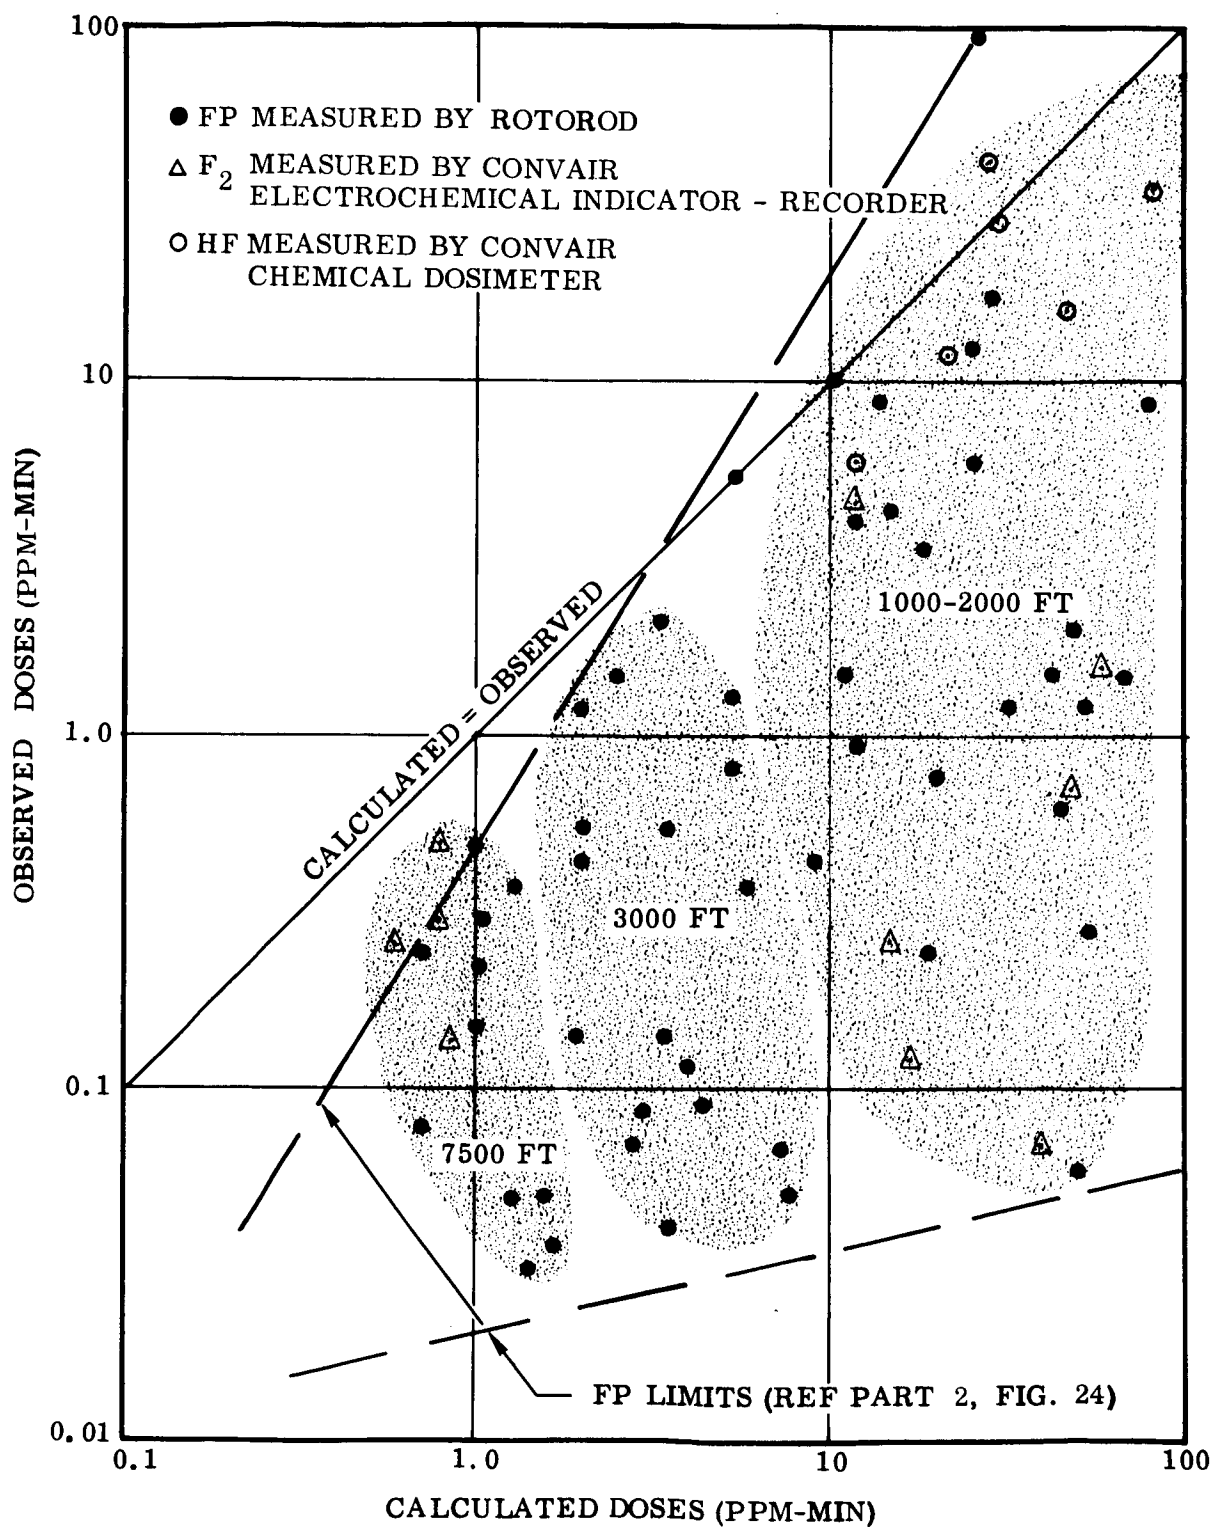 100
● FP MEASURED BY ROTOROD
△ F₂ MEASURED BY CONVAIR
ELECTROCHEMICAL INDICATOR - RECORDER
⊙ HF MEASURED BY CONVAIR
CHEMICAL DOSIMETER
10
OBSERVED DOSES (PPM-MIN)
1000-2000 FT
CALCULATED = OBSERVED
1.0
3000 FT
0.1
7500 FT
FP LIMITS (REF PART 2, FIG. 24)
0.01
0.1
1.0
10
100
CALCULATED DOSES (PPM-MIN)